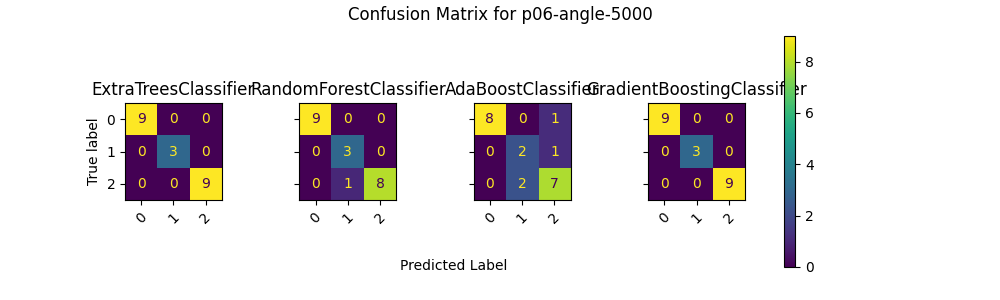 Confusion Matrix for p06-angle-5000
ExtraTreesClassifier
RandomForestClassifier
AdaBoostClassifier
GradientBoostingClassifier
True label
0
1
2
9 0 0
0 3 0
0 0 9
0 1 2
9 0 0
0 3 0
0 1 8
0 1 2
8 0 1
0 2 1
0 2 7
0 1 2
9 0 0
0 3 0
0 0 9
0 1 2
Predicted Label
8
6
4
2
0